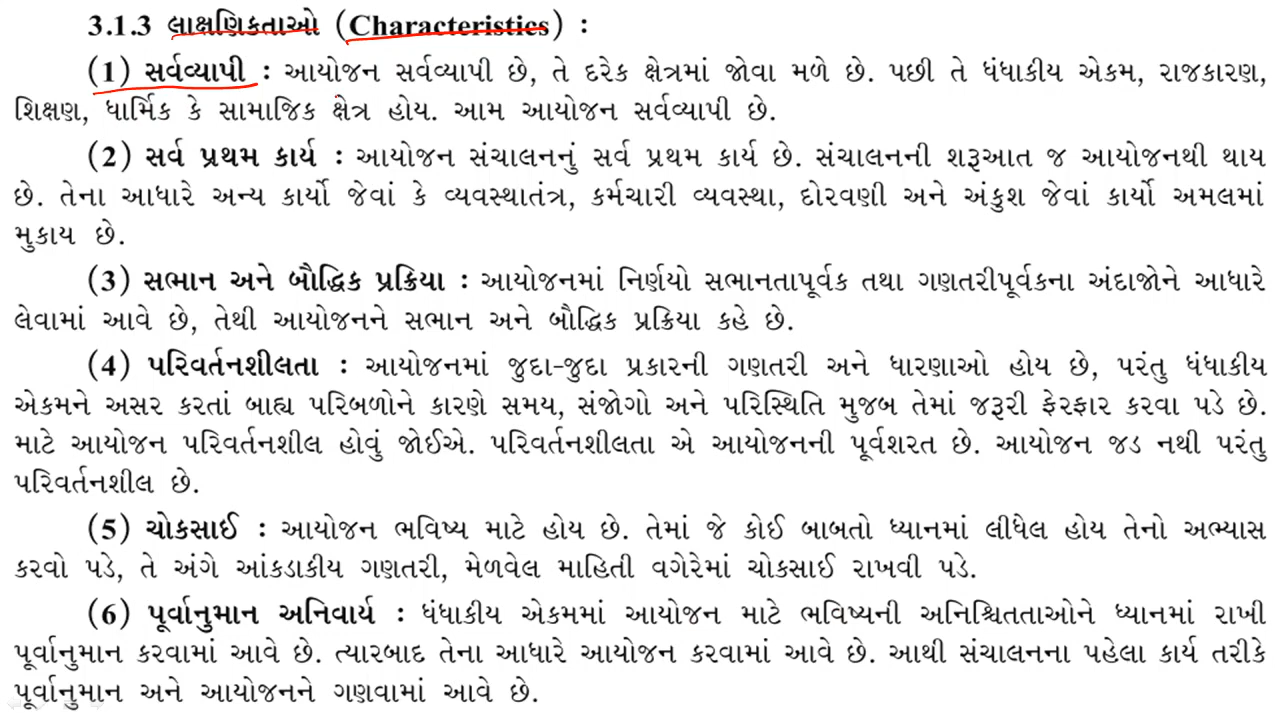 3.1.3 લાક્ષણિકતાઓ (Characteristics) :
(1) સર્વવ્યાપી : આયોજન સર્વવ્યાપી છે, તે દરેક ક્ષેત્રમાં જોવા મળે છે. પછી તે ધંધાકીય એકમ, રાજકારણ,
શિક્ષણ, ધાર્મિક કે સામાજિક ક્ષેત્ર હોય. આમ આયોજન સર્વવ્યાપી છે.
(2) સર્વ પ્રથમ કાર્ય : આયોજન સંચાલનનું સર્વ પ્રથમ કાર્ય છે. સંચાલનની શરૂઆત જ આયોજનથી થાય
છે. તેના આધારે અન્ય કાર્યો જેવાં કે વ્યવસ્થાતંત્ર, કર્મચારી વ્યવસ્થા, દોરવણી અને અંકુશ જેવાં કાર્યો અમલમાં
મુકાય છે.
(3) સભાન અને બૌદ્ધિક પ્રક્રિયા : આયોજનમાં નિર્ણયો સભાનતાપૂર્વક તથા ગણતરીપૂર્વકના અંદાજોને આધારે
લેવામાં આવે છે, તેથી આયોજનને સભાન અને બૌદ્ધિક પ્રક્રિયા કહે છે.
(4) પરિવર્તનશીલતા : આયોજનમાં જુદા-જુદા પ્રકારની ગણતરી અને ધારણાઓ હોય છે, પરંતુ ધંધાકીય
એકમને અસર કરતાં બાહ્ય પરિબળોને કારણે સમય, સંજોગો અને પરિસ્થિતિ મુજબ તેમાં જરૂરી ફેરફાર કરવા પડે છે.
માટે આયોજન પરિવર્તનશીલ હોવું જોઈએ. પરિવર્તનશીલતા એ આયોજનની પૂર્વશરત છે. આયોજન જડ નથી પરંતુ
પરિવર્તનશીલ છે.
(5) ચોકસાઈ : આયોજન ભવિષ્ય માટે હોય છે. તેમાં જે કોઈ બાબતો ધ્યાનમાં લીધેલ હોય તેનો અભ્યાસ
કરવો પડે, તે અંગે આંકડાકીય ગણતરી, મેળવેલ માહિતી વગેરેમાં ચોકસાઈ રાખવી પડે.
(6) પૂર્વાનુમાન અનિવાર્ય : ધંધાકીય એકમમાં આયોજન માટે ભવિષ્યની અનિશ્ચિતતાઓને ધ્યાનમાં રાખી
પૂર્વાનુમાન કરવામાં આવે છે. ત્યારબાદ તેના આધારે આયોજન કરવામાં આવે છે. આથી સંચાલનના પહેલા કાર્ય તરીકે
પૂર્વાનુમાન અને આયોજનને ગણવામાં આવે છે.